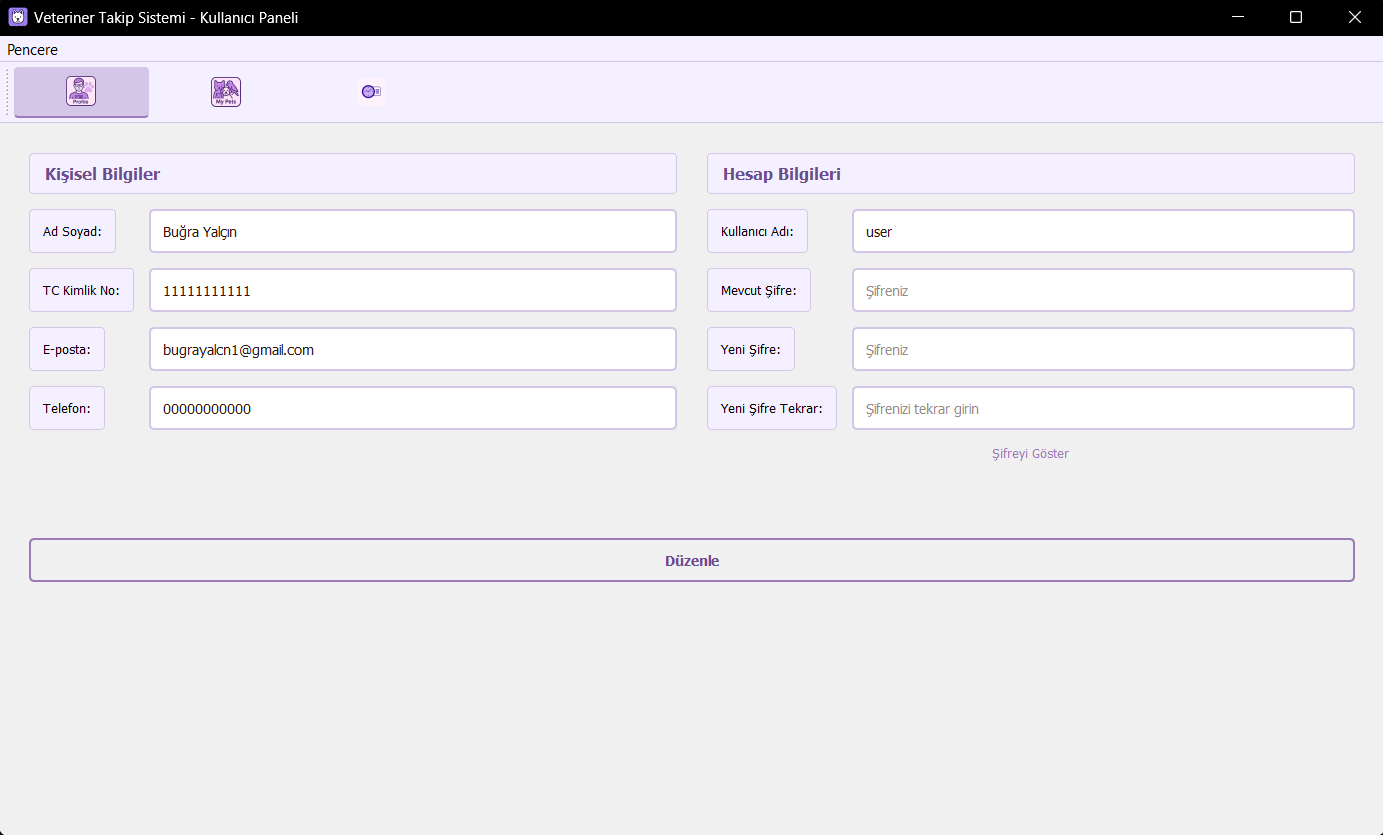 Veteriner Takip Sistemi - Kullanıcı Paneli
Pencere
Profile
My Pets
Kişisel Bilgiler
Ad Soyad: Buğra Yalçın
TC Kimlik No: 11111111111
E-posta: bugrayalcn1@gmail.com
Telefon: 00000000000
Hesap Bilgileri
Kullanıcı Adı: user
Mevcut Şifre: Şifreniz
Yeni Şifre: Şifreniz
Yeni Şifre Tekrar: Şifrenizi tekrar girin
Şifreyi Göster
Düzenle